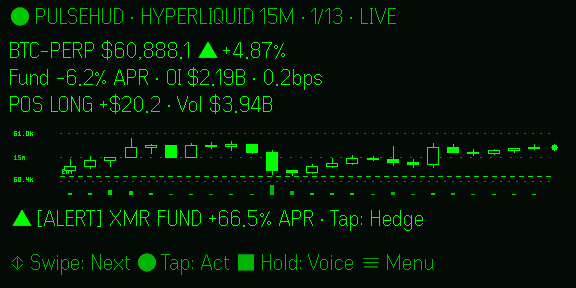 PULSEHUD · HYPERLIQUID 15M · 1/13 · LIVE
BTC-PERP $60,888.1 ▲ +4.87%
Fund -6.2% APR · OI $2.19B · 0.2bps
POS LONG +$20.2 · Vol $3.94B
61.0k
15m
Ent
60.4k
▲ [ALERT] XMR FUND +66.5% APR · Tap: Hedge
Swipe: Next ● Tap: Act ■ Hold: Voice ≡ Menu